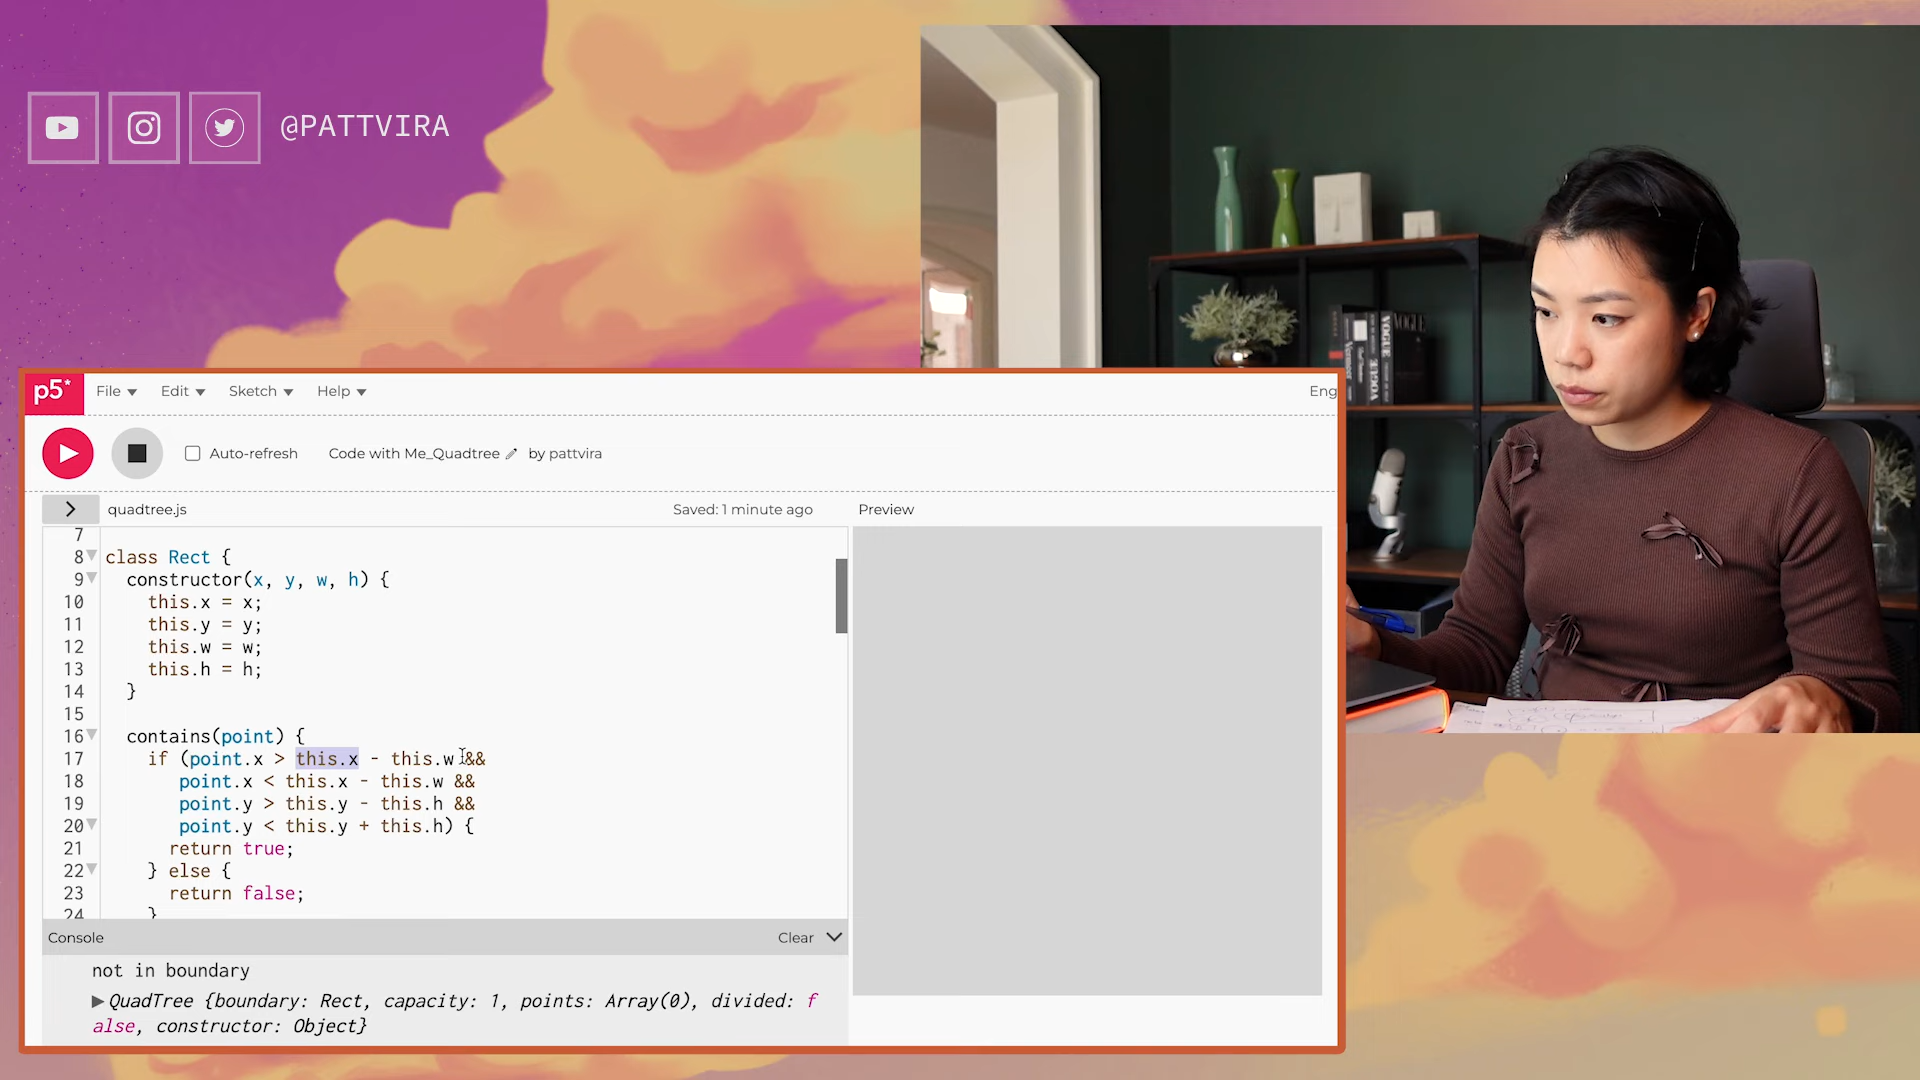 @PATTVIRA
p5*
File
Edit
Sketch
Help
Eng
Auto-refresh
Code with Me_Quadtree
by pattvira
quadtree.js
Saved: 1 minute ago
Preview
7
8 class Rect {
9 constructor(x, y, w, h) {
10 this.x = x;
11 this.y = y;
12 this.w = w;
13 this.h = h;
14 }
15
16 contains(point) {
17 if (point.x > this.x - this.w &&
18 point.x < this.x - this.w &&
19 point.y > this.y - this.h &&
20 point.y < this.y + this.h) {
21 return true;
22 } else {
23 return false;
24 }
Console
Clear
not in boundary
▶QuadTree {boundary: Rect, capacity: 1, points: Array(0), divided: f
alse, constructor: Object}
VOGUE
VOGUE